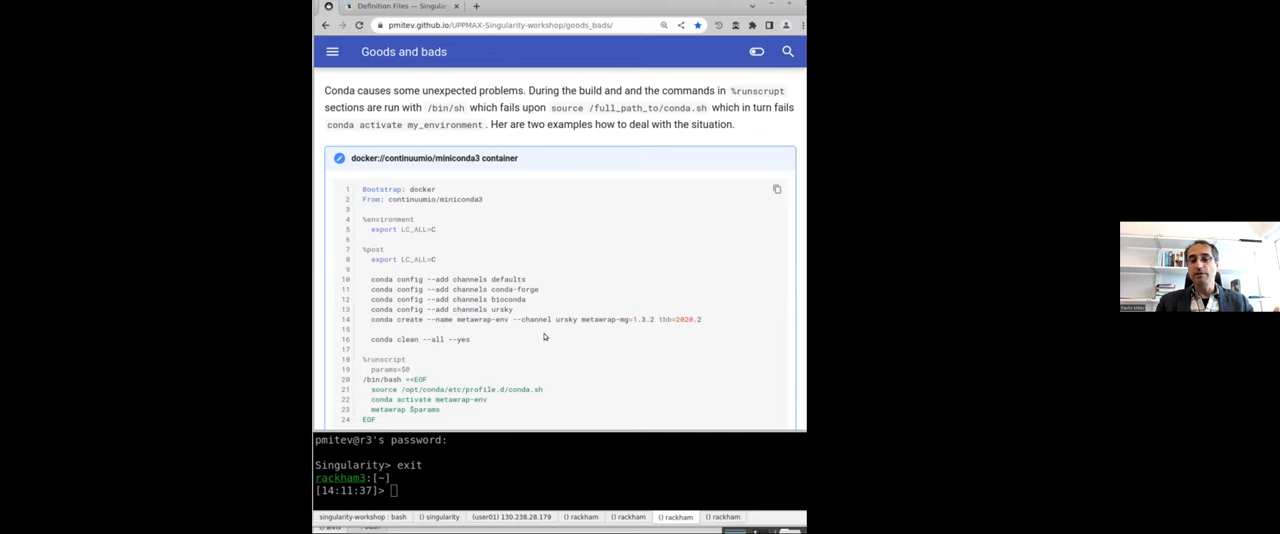 Definition Files — Singula
pmitev.github.io/UPPMAX-Singularity-workshop/goods_bads/
Goods and bads
Conda causes some unexpected problems. During the build and and the commands in %runscrupt
sections are run with /bin/sh which fails upon source /full_path_to/conda.sh which in turn fails
conda activate my_environment. Her are two examples how to deal with the situation.
docker://continuumio/miniconda3 container
1 Bootstrap: docker
2 From: continuumio/miniconda3
3
4 %environment
5 export LC_ALL=C
6
7 %post
8 export LC_ALL=C
9
10 conda config --add channels defaults
11 conda config --add channels conda-forge
12 conda config --add channels bioconda
13 conda config --add channels ursky
14 conda create --name metawrap-env --channel ursky metawrap-mg=1.3.2 tbb=2020.2
15
16 conda clean --all --yes
17
18 %runscript
19 params=$@
20 /bin/bash <<EOF
21 source /opt/conda/etc/profile.d/conda.sh
22 conda activate metawrap-env
23 metawrap $params
24 EOF
pmitev@r3's password:
Singularity> exit
rackham3:[~]
[14:11:37]>
singularity-workshop : bash () singularity (user01) 130.238.28.179 () rackham () rackham () rackham () rackham